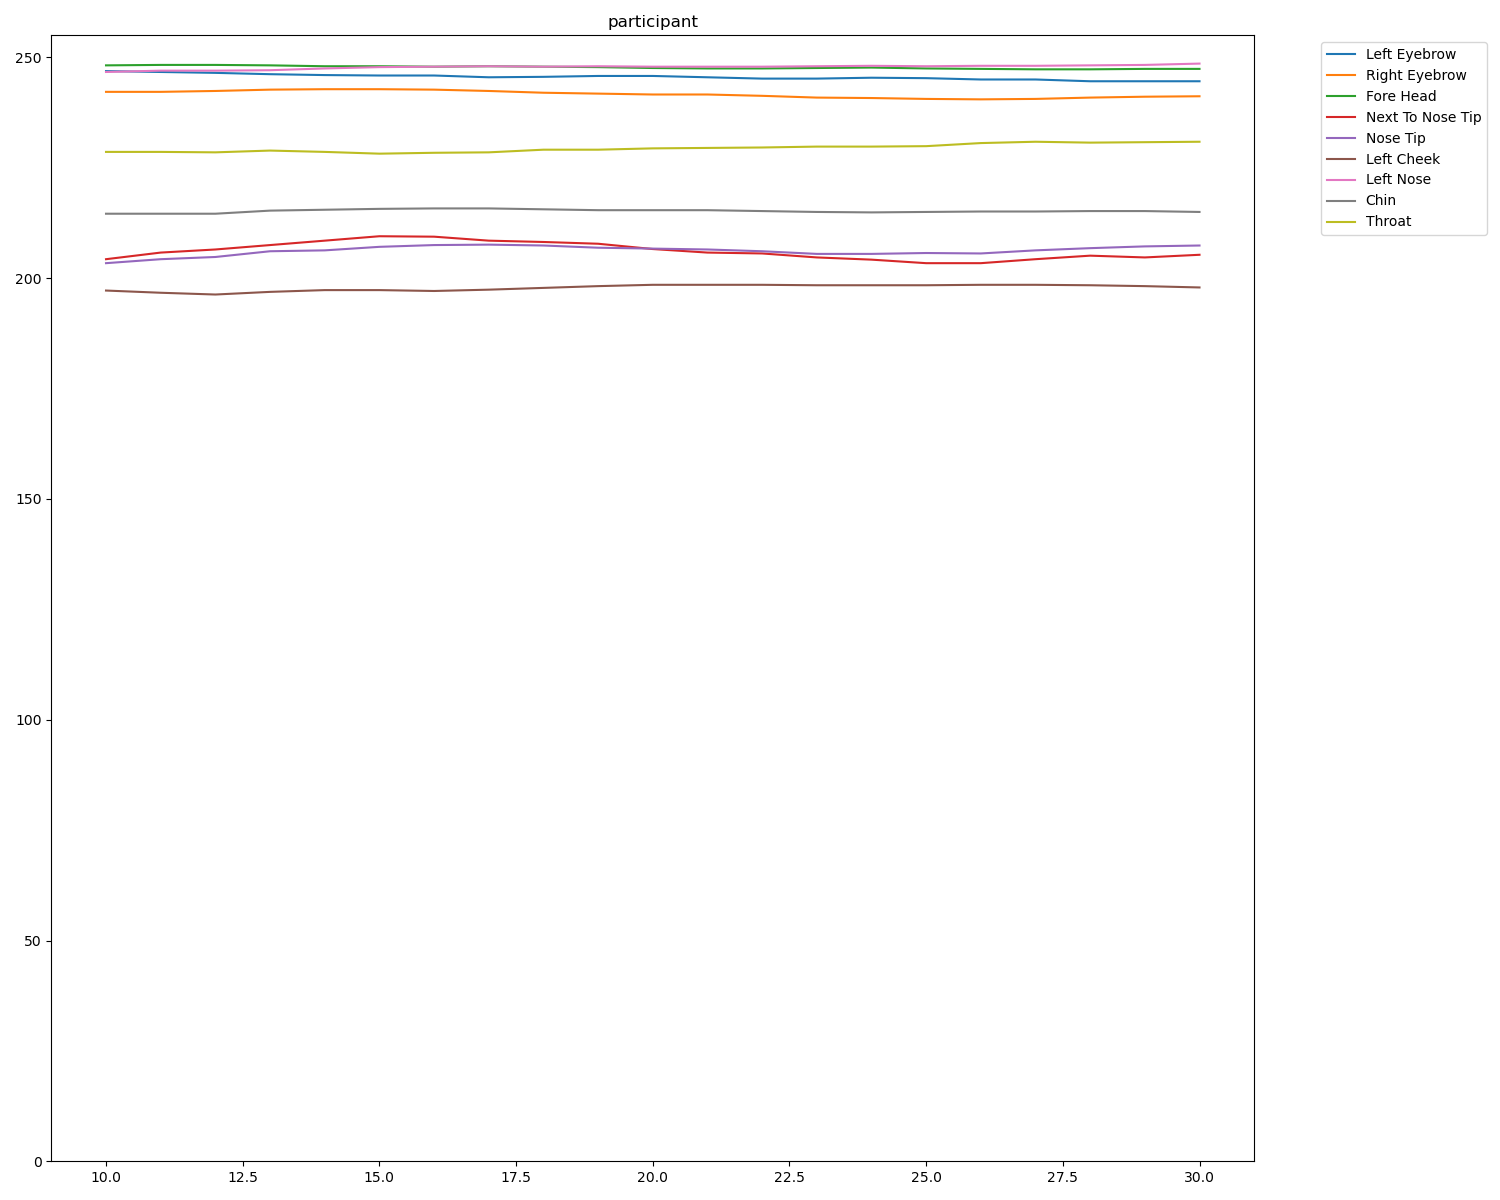 participant
250
200
150
100
50
0
10.0 12.5 15.0 17.5 20.0 22.5 25.0 27.5 30.0
Left Eyebrow
Right Eyebrow
Fore Head
Next To Nose Tip
Nose Tip
Left Cheek
Left Nose
Chin
Throat